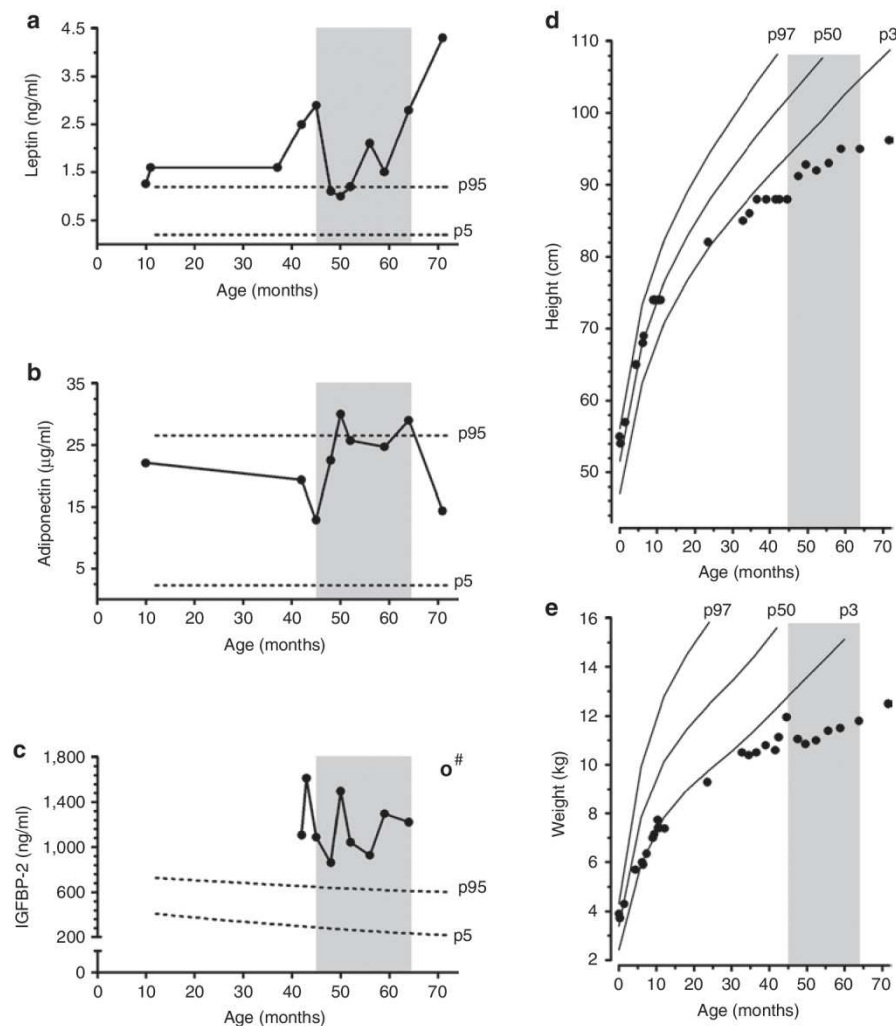 a
4.5
3.5
2.5
1.5
0.5
Leptin (ng/ml)
p95
p5
0 10 20 30 40 50 60 70
Age (months)
b
35
25
15
5
Adiponectin (µg/ml)
p95
p5
0 10 20 30 40 50 60 70
Age (months)
c
1,800
1,400
1,000
600
200
0
IGFBP-2 (ng/ml)
o#
p95
p5
0 10 20 30 40 50 60 70
Age (months)
d
p97 p50 p3
110
100
90
80
70
60
50
Height (cm)
0 10 20 30 40 50 60 70
Age (months)
e
p97 p50 p3
16
14
12
10
8
6
4
2
Weight (kg)
0 10 20 30 40 50 60 70
Age (months)